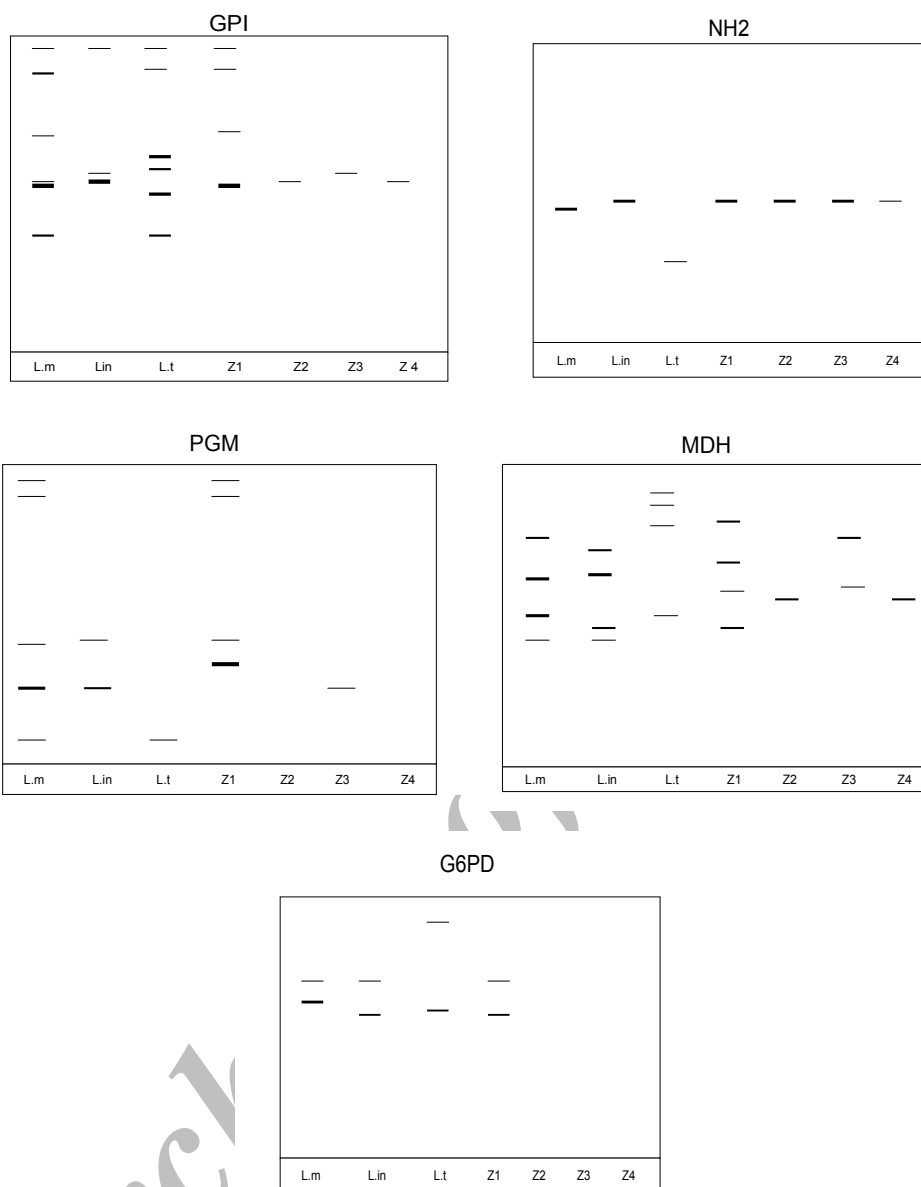 GPI
L.m Lin L.t Z1 Z2 Z3 Z 4
NH2
L.m L.in L.t Z1 Z2 Z3 Z4
PGM
L.m L.in L.t Z1 Z2 Z3 Z4
MDH
L.m L.in L.t Z1 Z2 Z3 Z4
G6PD
L.m L.in L.t Z1 Z2 Z3 Z4